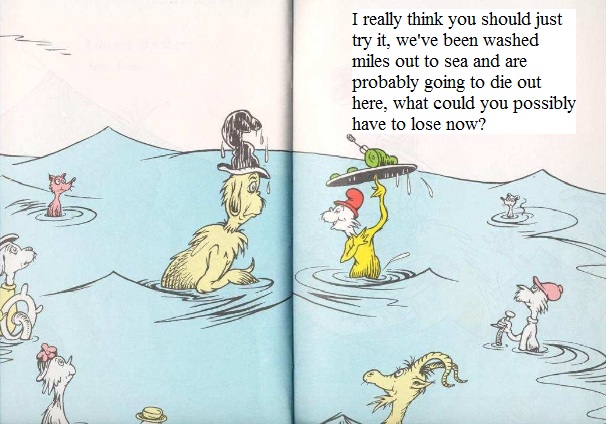 I really think you should just
try it, we've been washed
miles out to sea and are
probably going to die out
here, what could you possibly
have to lose now?